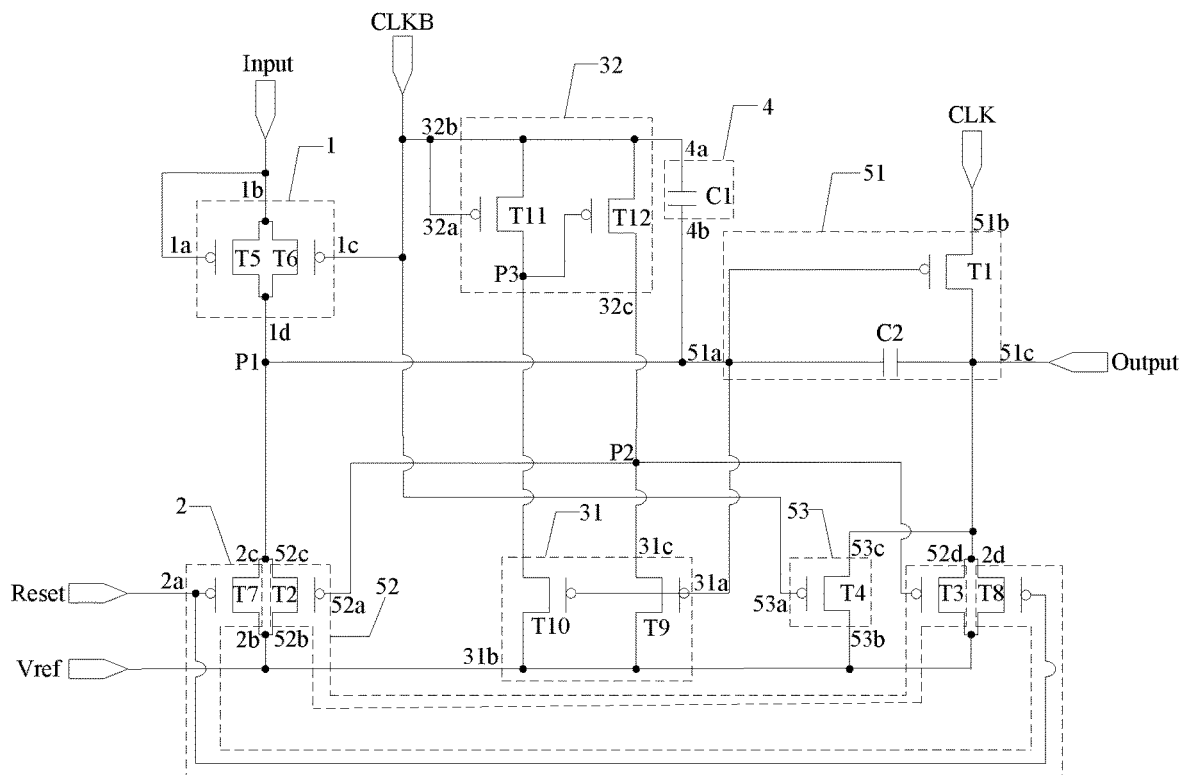 CLKB
Input
32
4
CLK
1
32b
4a
51
1b
T11
T12
C1
32a
4b
51b
1a
T5
T6
1c
T1
P3
32c
1d
C2
P1
51a
51c
Output
P2
2
31
53
2c
52c
31c
53c
52d
2d
Reset
2a
T7
T2
52
31a
T4
T3
T8
52a
53a
T10
T9
2b
52b
31b
53b
Vref